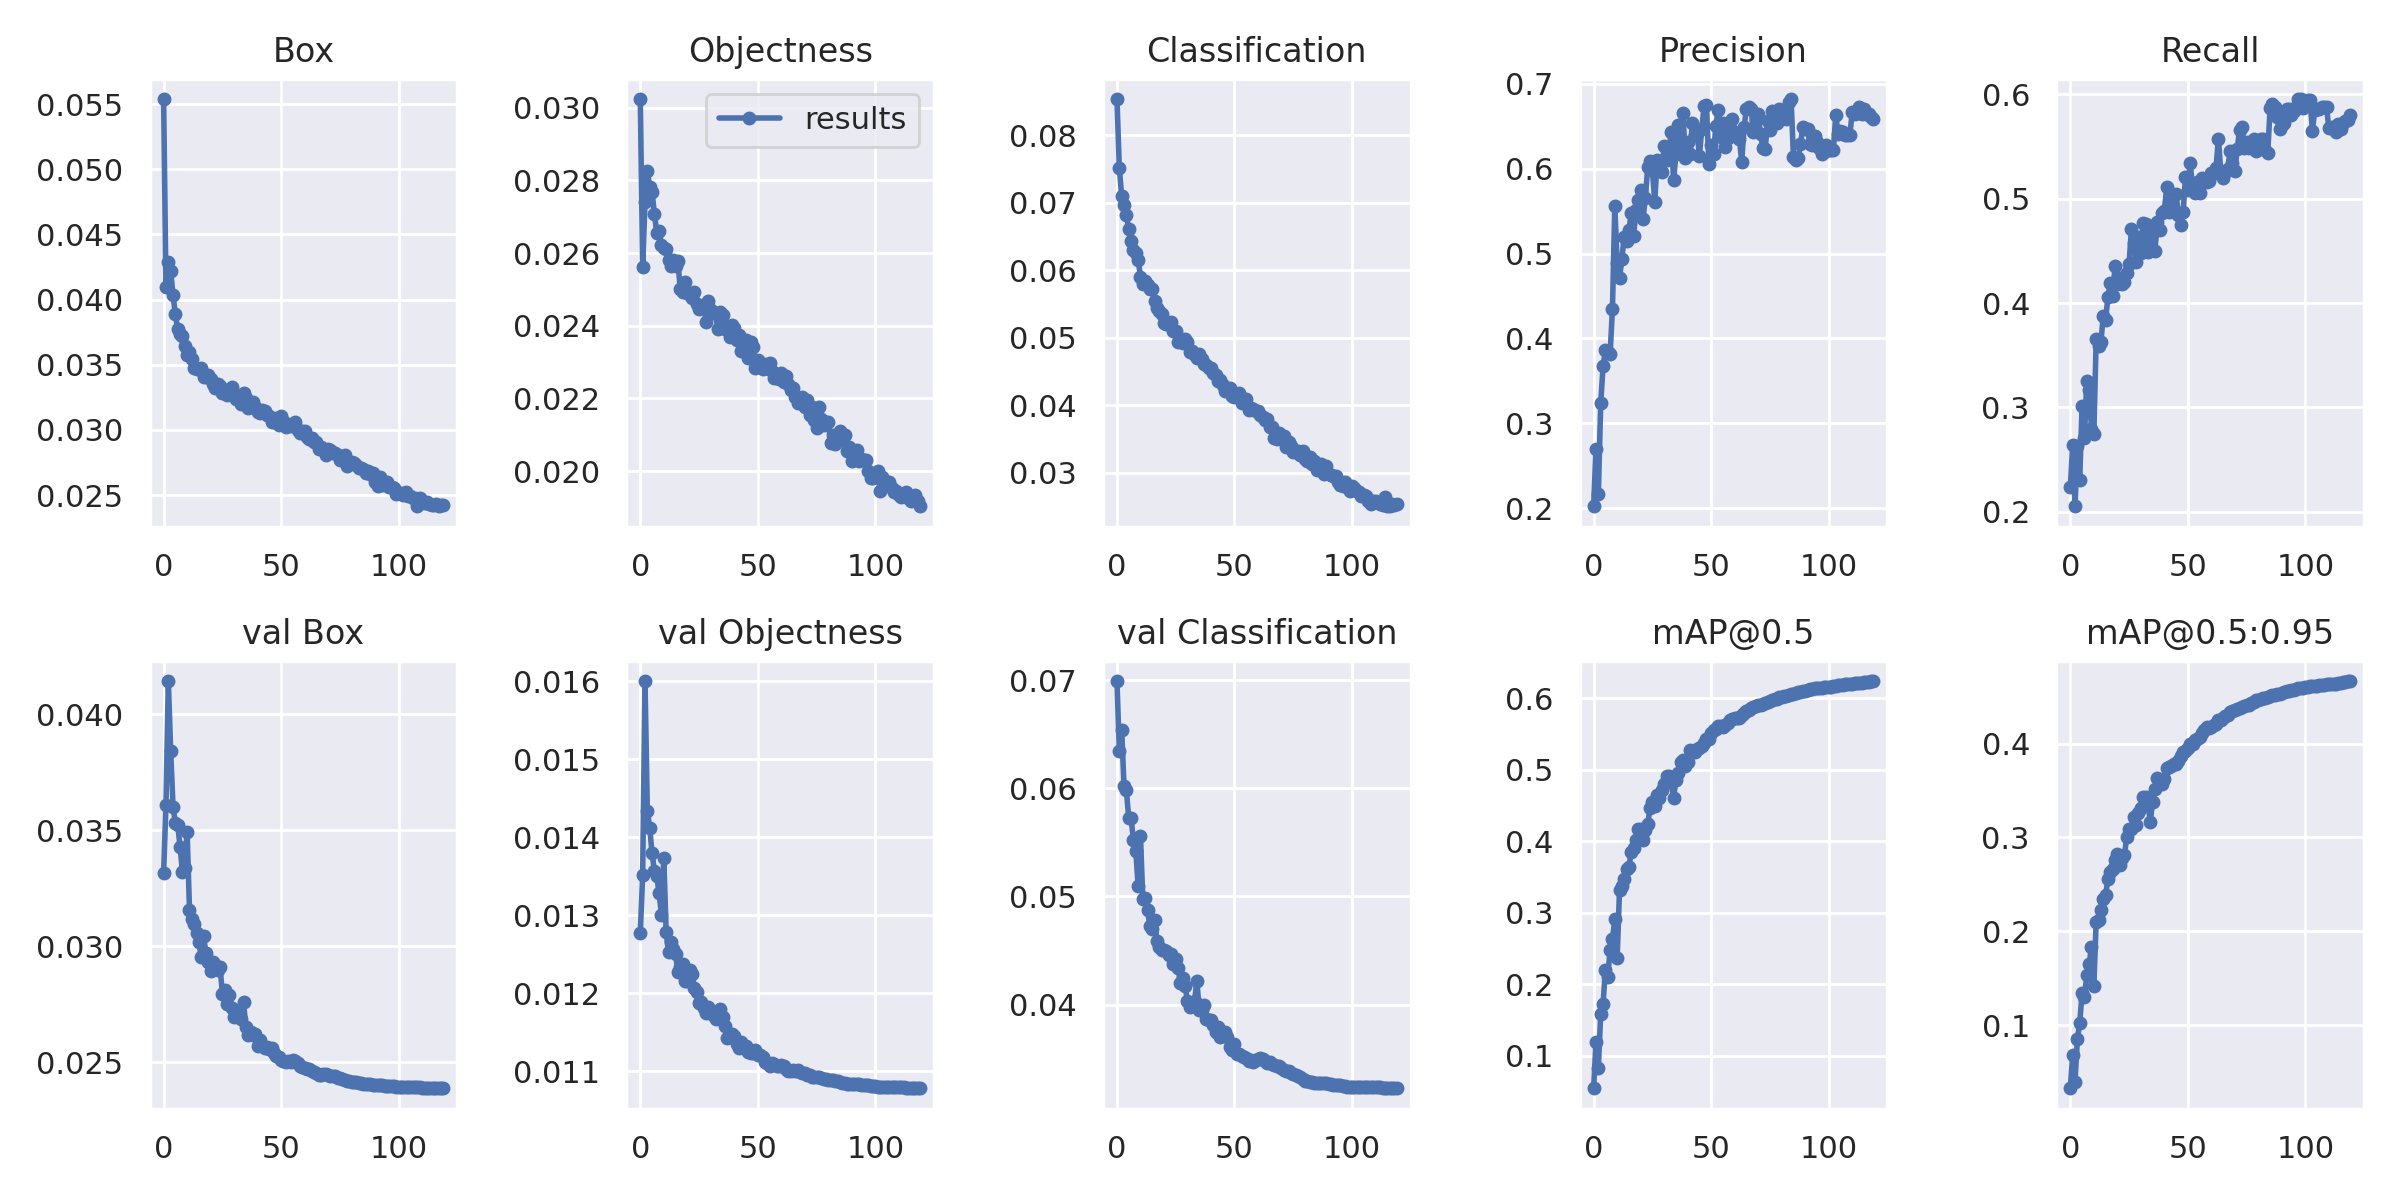 Box
Objectness
Classification
Precision
Recall
0.055
0.050
0.045
0.040
0.035
0.030
0.025
0 50 100
results
0.030
0.028
0.026
0.024
0.022
0.020
0 50 100
0.08
0.07
0.06
0.05
0.04
0.03
0 50 100
0.7
0.6
0.5
0.4
0.3
0.2
0 50 100
0.6
0.5
0.4
0.3
0.2
0 50 100
val Box
val Objectness
val Classification
mAP@0.5
mAP@0.5:0.95
0.040
0.035
0.030
0.025
0 50 100
0.016
0.015
0.014
0.013
0.012
0.011
0 50 100
0.07
0.06
0.05
0.04
0 50 100
0.6
0.5
0.4
0.3
0.2
0.1
0 50 100
0.4
0.3
0.2
0.1
0 50 100